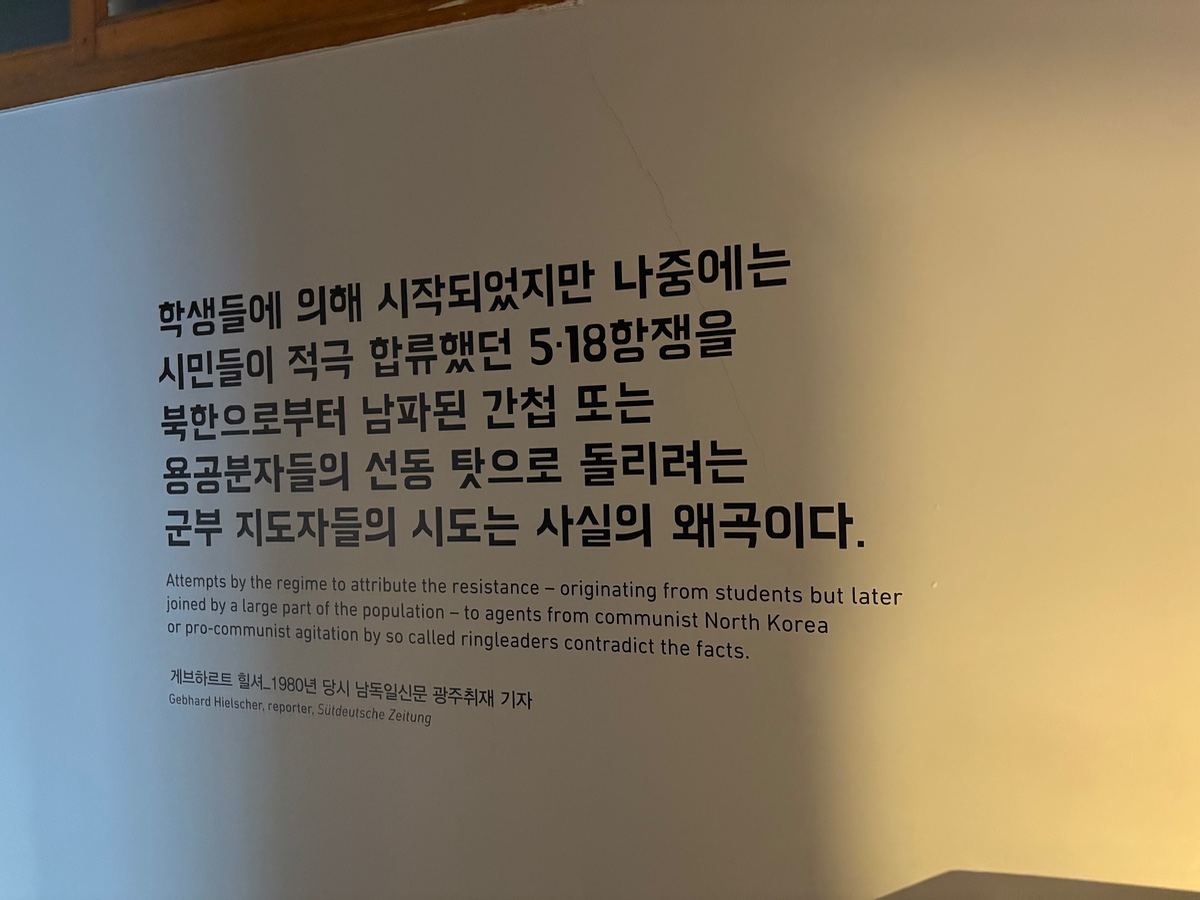 학생들에 의해 시작되었지만 나중에는
시민들이 적극 합류했던 5·18항쟁을
북한으로부터 남파된 간첩 또는
용공분자들의 선동 탓으로 돌리려는
군부 지도자들의 시도는 사실의 왜곡이다.
Attempts by the regime to attribute the resistance – originating from students but later
joined by a large part of the population – to agents from communist North Korea
or pro-communist agitation by so called ringleaders contradict the facts.
게브하르트 힐셔_1980년 당시 남독일신문 광주취재 기자
Gebhard Hielscher, reporter, Sütdeutsche Zeitung